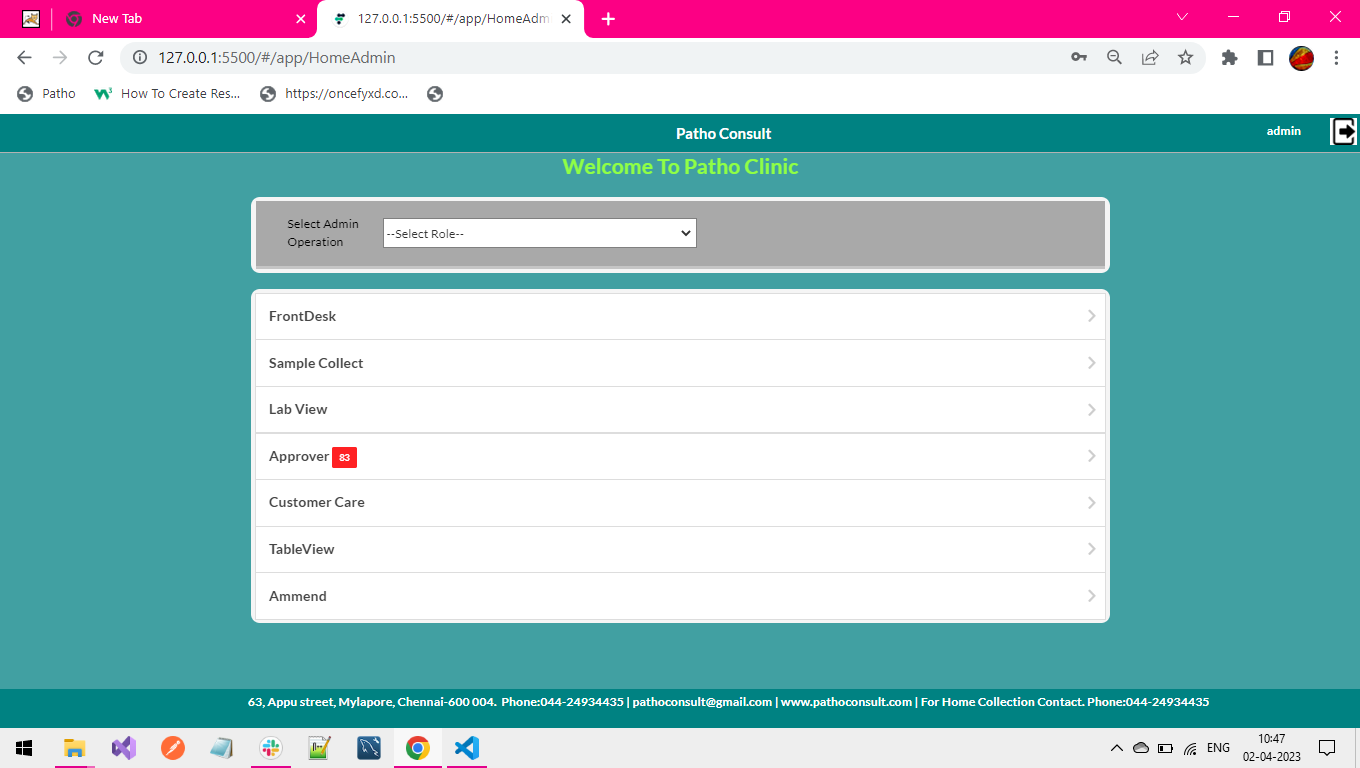 New Tab
127.0.0.1:5500/#/app/HomeAdm
127.0.0.1:5500/#/app/HomeAdmin
Patho
How To Create Res...
https://oncefyxd.co...
Patho Consult
admin
Welcome To Patho Clinic
Select Admin
Operation
--Select Role--
FrontDesk
Sample Collect
Lab View
Approver 83
Customer Care
TableView
Ammend
63, Appu street, Mylapore, Chennai-600 004. Phone:044-24934435 | pathoconsult@gmail.com | www.pathoconsult.com | For Home Collection Contact. Phone:044-24934435
ENG
10:47
02-04-2023